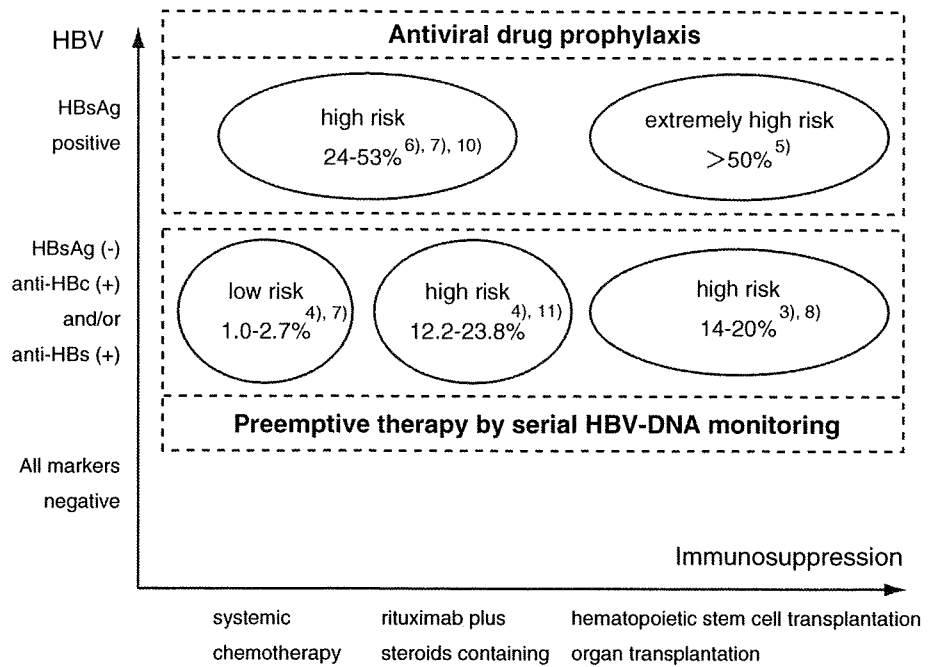 HBV
Antiviral drug prophylaxis
HBsAg
positive
high risk
24-53% 6), 7), 10)
extremely high risk
>50% 5)
HBsAg (-)
anti-HBc (+)
and/or
anti-HBs (+)
low risk
1.0-2.7% 4), 7)
high risk
12.2-23.8% 4), 11)
high risk
14-20% 3), 8)
Preemptive therapy by serial HBV-DNA monitoring
All markers
negative
Immunosuppression
systemic
chemotherapy
rituximab plus
steroids containing
hematopoietic stem cell transplantation
organ transplantation